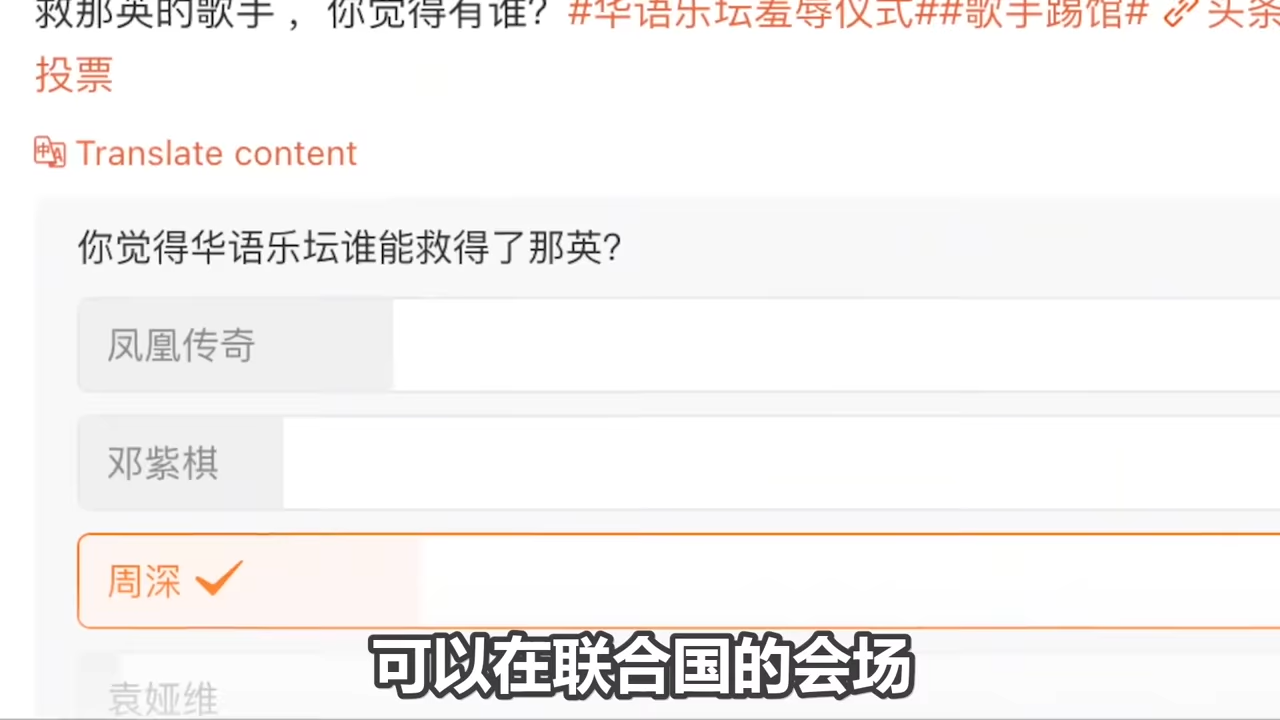 救那英的歌手，你觉得有谁？#华语乐坛羞辱仪式##歌手踢馆# 头条
投票
Translate content
你觉得华语乐坛谁能救得了那英？
凤凰传奇
邓紫棋
周深
袁娅维
可以在联合国的会场